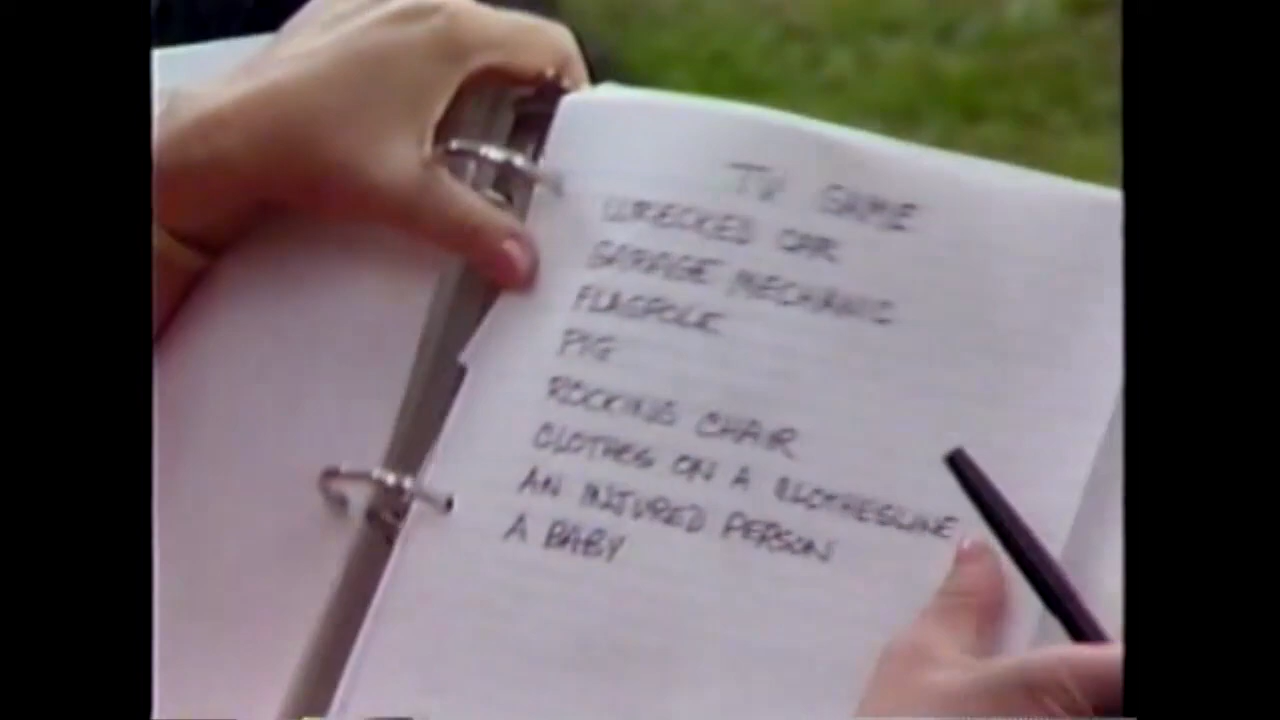 TV GAME
WRECKED CAR
GARAGE MECHANIC
FLAGPOLE
PIG
ROCKING CHAIR
CLOTHES ON A CLOTHESLINE
AN INJURED PERSON
A BABY